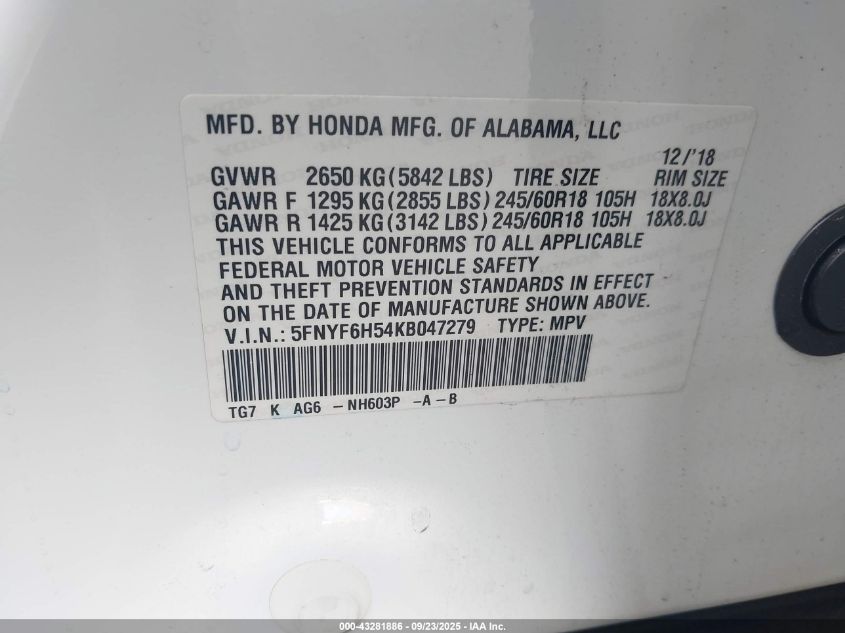 MFD. BY HONDA MFG. OF ALABAMA, LLC
12/'18
GVWR 2650 KG (5842 LBS) TIRE SIZE RIM SIZE
GAWR F 1295 KG (2855 LBS) 245/60R18 105H 18X8.0J
GAWR R 1425 KG (3142 LBS) 245/60R18 105H 18X8.0J
THIS VEHICLE CONFORMS TO ALL APPLICABLE
FEDERAL MOTOR VEHICLE SAFETY
AND THEFT PREVENTION STANDARDS IN EFFECT
ON THE DATE OF MANUFACTURE SHOWN ABOVE.
V.I.N.: 5FNYF6H54KB047279 TYPE: MPV
TG7 K AG6 - NH603P -A - B
000-43281886 - 09/23/2025 - IAA Inc.